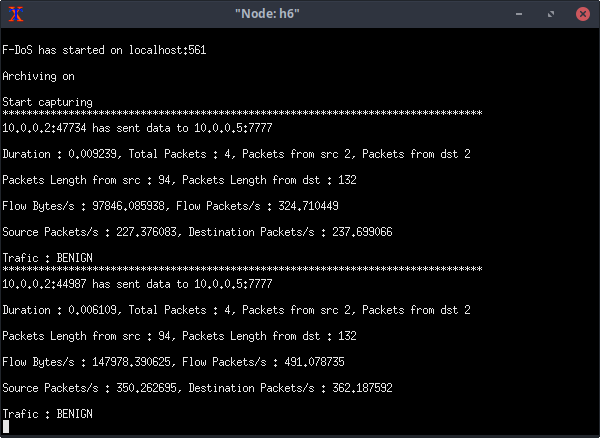 "Node: h6"
F-DoS has started on localhost:561
Archiving on
Start capturing
********************************************************************************
10.0.0.2:47734 has sent data to 10.0.0.5:7777
Duration : 0.009239, Total Packets : 4, Packets from src 2, Packets from dst 2
Packets Length from src : 94, Packets Length from dst : 132
Flow Bytes/s : 97846.085938, Flow Packets/s : 324.710449
Source Packets/s : 227.376083, Destination Packets/s : 237.699066
Trafic : BENIGN
********************************************************************************
10.0.0.2:44987 has sent data to 10.0.0.5:7777
Duration : 0.006109, Total Packets : 4, Packets from src 2, Packets from dst 2
Packets Length from src : 94, Packets Length from dst : 132
Flow Bytes/s : 147978.390625, Flow Packets/s : 491.078735
Source Packets/s : 350.262695, Destination Packets/s : 362.187592
Trafic : BENIGN